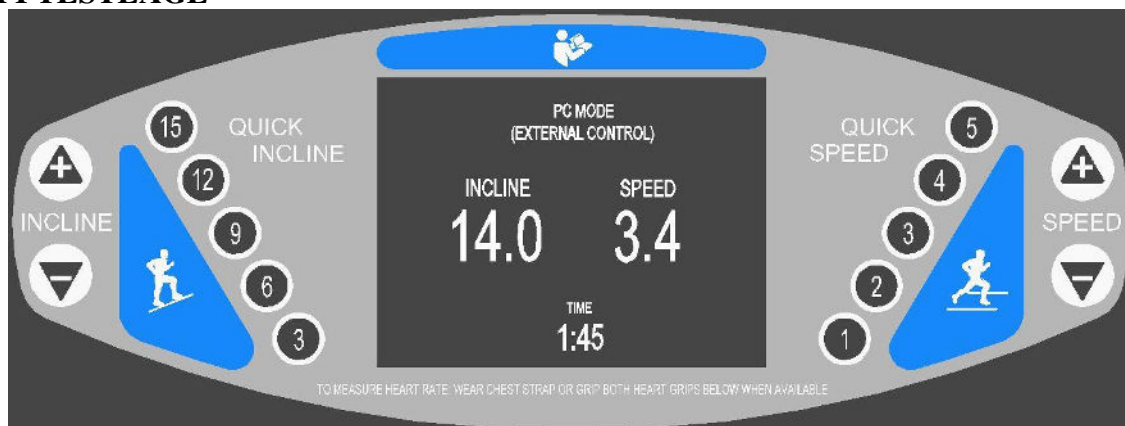 15
QUICK
INCLINE
12
9
6
3
INCLINE
PC MODE
(EXTERNAL CONTROL)
INCLINE SPEED
14.0 3.4
TIME
1:45
QUICK
SPEED
5
4
3
2
1
SPEED
TO MEASURE HEART RATE, WEAR CHEST STRAP OR GRIP BOTH HEART GRIPS BELOW WHEN AVAILABLE